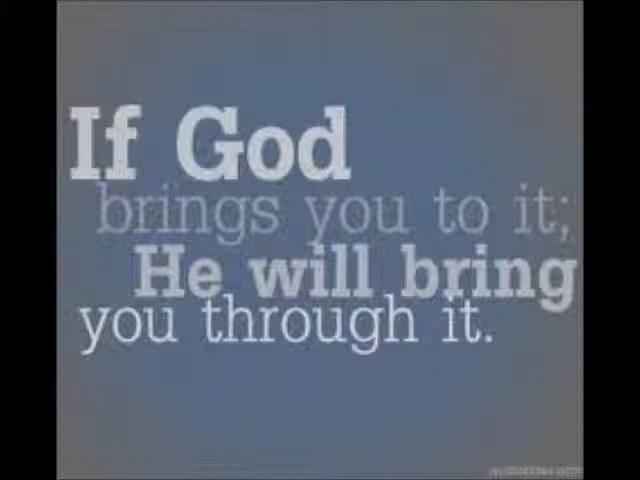 If God
brings you to it;
He will bring
you through it.